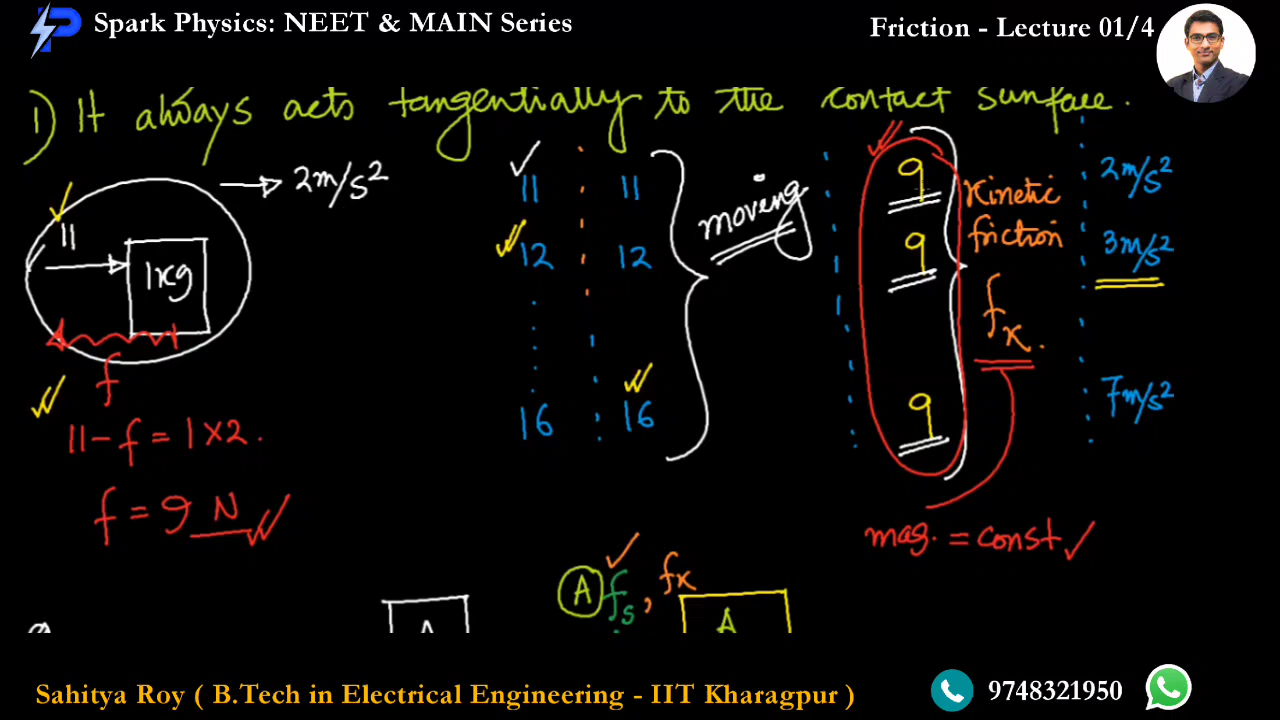 Spark Physics: NEET & MAIN Series
Friction - Lecture 01/4
1) It always acts tangentially to the contact sunface.
2m/s²
11
1kg
f
11-f=1×2.
f=9N
11 11
12 12
16 16
moving
9
9
9
Kinetic
friction
fk.
2m/s²
3m/s²
7m/s²
mag. = const
A fs, fk
A
A
Sahitya Roy ( B.Tech in Electrical Engineering - IIT Kharagpur )
9748321950